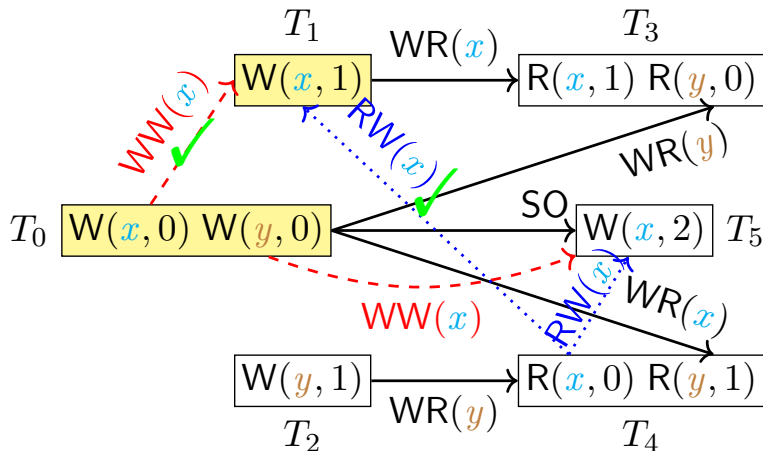 T1
T3
WR(x)
W(x, 1)
R(x, 1) R(y, 0)
WW(x)
RW(x)
WR(y)
SO
T0
W(x, 0) W(y, 0)
W(x, 2)
T5
WW(x)
RW(x)
WR(x)
W(y, 1)
R(x, 0) R(y, 1)
WR(y)
T2
T4